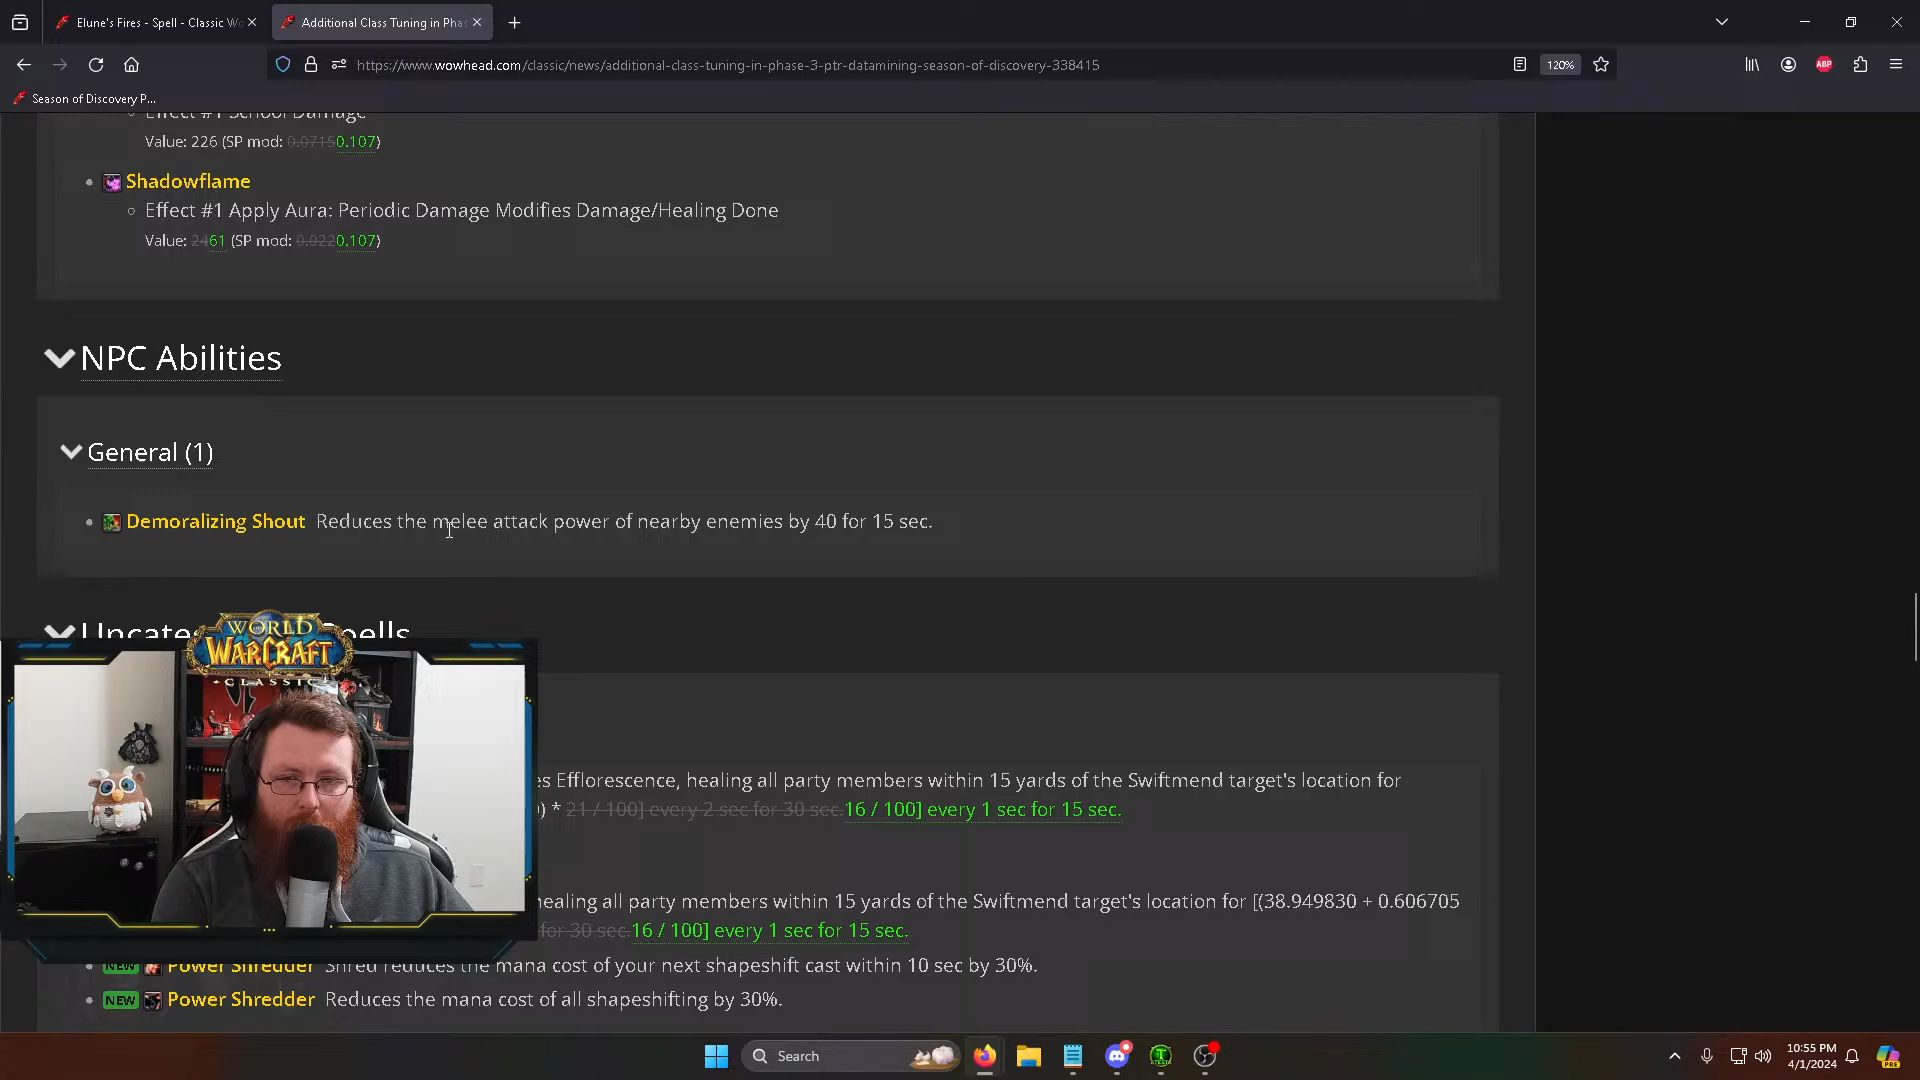 Elune's Fires - Spell - Classic Wo
Additional Class Tuning in Pha
https://www.wowhead.com/classic/news/additional-class-tuning-in-phase-3-ptr-datamining-season-of-discovery-338415
120%
ABP
Season of Discovery P...
Effect #1 School Damage
Value: 226 (SP mod: 0.07150.107)
Shadowflame
Effect #1 Apply Aura: Periodic Damage Modifies Damage/Healing Done
Value: 2461 (SP mod: 0.0220.107)
NPC Abilities
General (1)
Demoralizing Shout Reduces the melee attack power of nearby enemies by 40 for 15 sec.
Uncate pells
WORLD
WARCRAFT
CLASSIC
es Efflorescence, healing all party members within 15 yards of the Swiftmend target's location for
) * 21 / 100] every 2 sec for 30 sec.16 / 100] every 1 sec for 15 sec.
healing all party members within 15 yards of the Swiftmend target's location for [(38.949830 + 0.606705
for 30 sec.16 / 100] every 1 sec for 15 sec.
NEW Power Shredder Shred reduces the mana cost of your next shapeshift cast within 10 sec by 30%.
NEW Power Shredder Reduces the mana cost of all shapeshifting by 30%.
Search
10:55 PM
4/1/2024
PRE